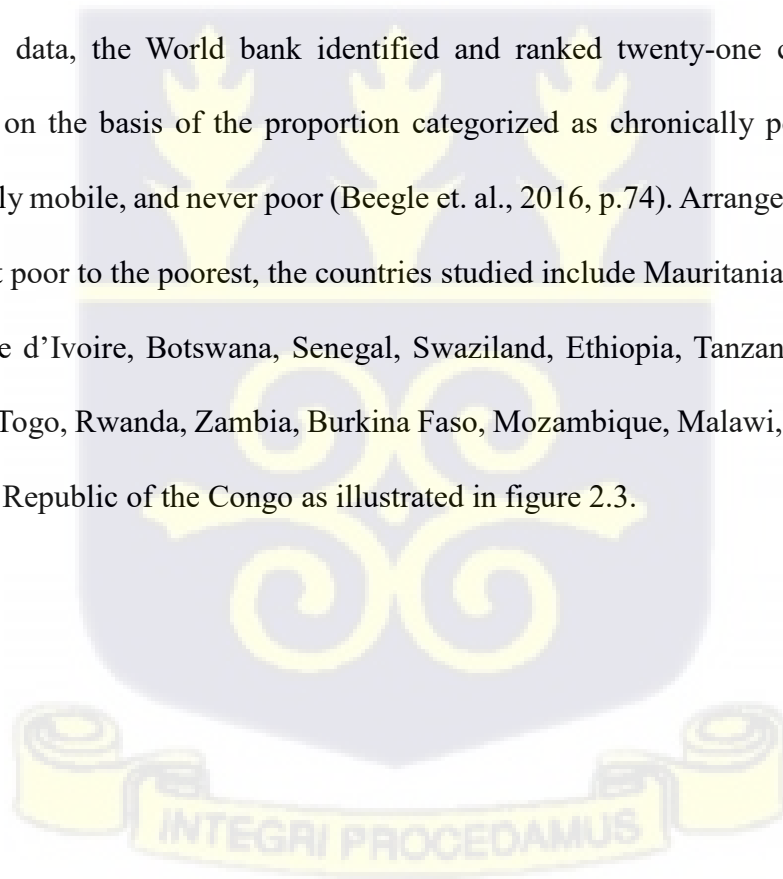 data, the World bank identified and ranked twenty-one
on the basis of the proportion categorized as chronically
mobile, and never poor (Beegle et. al., 2016, p.74).
poor to the poorest, the countries studied include Mauritania
d’Ivoire, Botswana, Senegal, Swaziland, Ethiopia,
Togo, Rwanda, Zambia, Burkina Faso, Mozambique, Malawi,
Republic of the Congo as illustrated in figure 2.3.
INTEGRI PROCEDAMUS